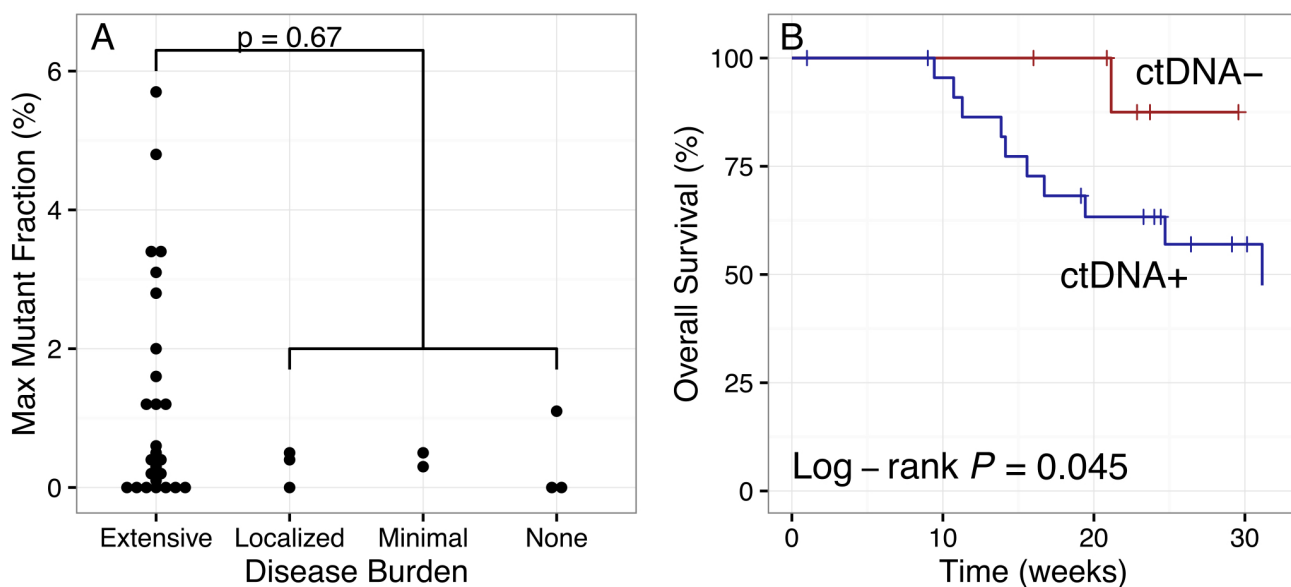 A
p = 0.67
6
4
2
0
Max Mutant Fraction (%)
Extensive Localized Minimal None
Disease Burden
B
ctDNA−
ctDNA+
Log − rank P = 0.045
100
75
50
25
0
Overall Survival (%)
0 10 20 30
Time (weeks)